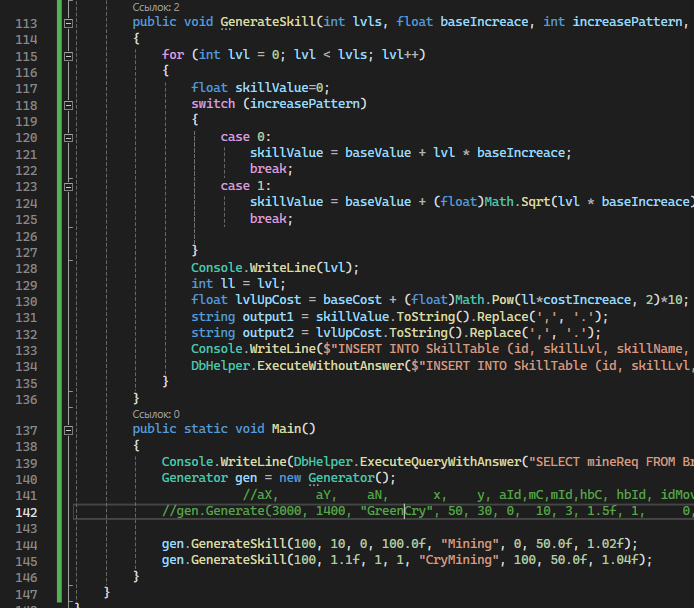 Ссылок: 2
113 public void GenerateSkill(int lvls, float baseIncreace, int increasePattern,
114 {
115 for (int lvl = 0; lvl < lvls; lvl++)
116 {
117 float skillValue=0;
118 switch (increasePattern)
119 {
120 case 0:
121 skillValue = baseValue + lvl * baseIncreace;
122 break;
123 case 1:
124 skillValue = baseValue + (float)Math.Sqrt(lvl * baseIncreace)
125 break;
126
127 }
128 Console.WriteLine(lvl);
129 int ll = lvl;
130 float lvlUpCost = baseCost + (float)Math.Pow(ll*costIncreace, 2)*10;
131 string output1 = skillValue.ToString().Replace(',', '.');
132 string output2 = lvlUpCost.ToString().Replace(',', '.');
133 Console.WriteLine($"INSERT INTO SkillTable (id, skillLvl, skillName,
134 DbHelper.ExecuteWithoutAnswer($"INSERT INTO SkillTable (id, skillLvl,
135 }
136 }
Ссылок: 0
137 public static void Main()
138 {
139 Console.WriteLine(DbHelper.ExecuteQueryWithAnswer("SELECT mineReq FROM Br
140 Generator gen = new Generator();
141 //aX, aY, aN, x, y, aId,mC,mId,hbC, hbId, idMov
142 //gen.Generate(3000, 1400, "GreenCry", 50, 30, 0, 10, 3, 1.5f, 1, 0,
143
144 gen.GenerateSkill(100, 10, 0, 100.0f, "Mining", 0, 50.0f, 1.02f);
145 gen.GenerateSkill(100, 1.1f, 1, 1, "CryMining", 100, 50.0f, 1.04f);
146 }
147 }